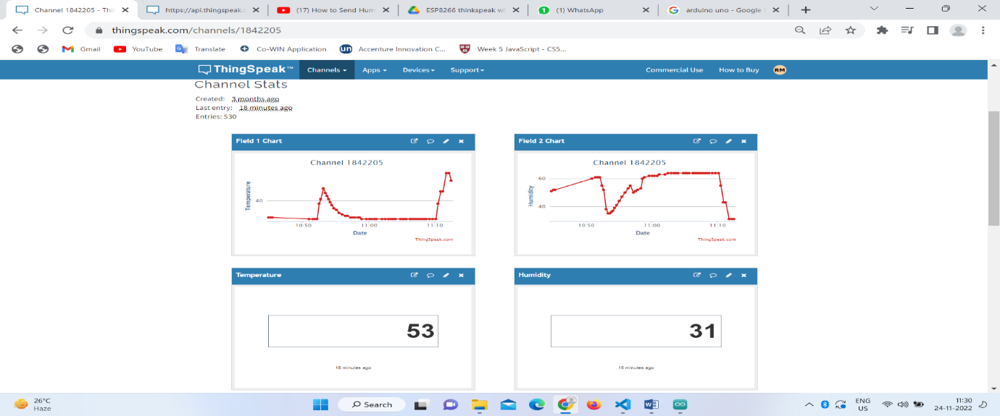 Channel 1842205 - Thi
https://api.thingspeak.c
(17) How to Send Hum
ESP8266 thinkspeak w
1 (1) WhatsApp
arduino uno - Google S
thingspeak.com/channels/1842205
Gmail YouTube Translate Co-WIN Application un Accenture Innovation C... Week 5 JavaScript - CS5...
ThingSpeak™ Channels Apps Devices Support Commercial Use How to Buy RM
Channel Stats
Created: 3 months ago
Last entry: 18 minutes ago
Entries: 530
Field 1 Chart
Channel 1842205
Temperature
40
10:50 11:00 11:10
Date
ThingSpeak.com
Field 2 Chart
Channel 1842205
Humidity
60
40
10:50 11:00 11:10
Date
ThingSpeak.com
Temperature
53
18 minutes ago
Humidity
31
18 minutes ago
26°C
Haze
Search
ENG
US
11:30
24-11-2022